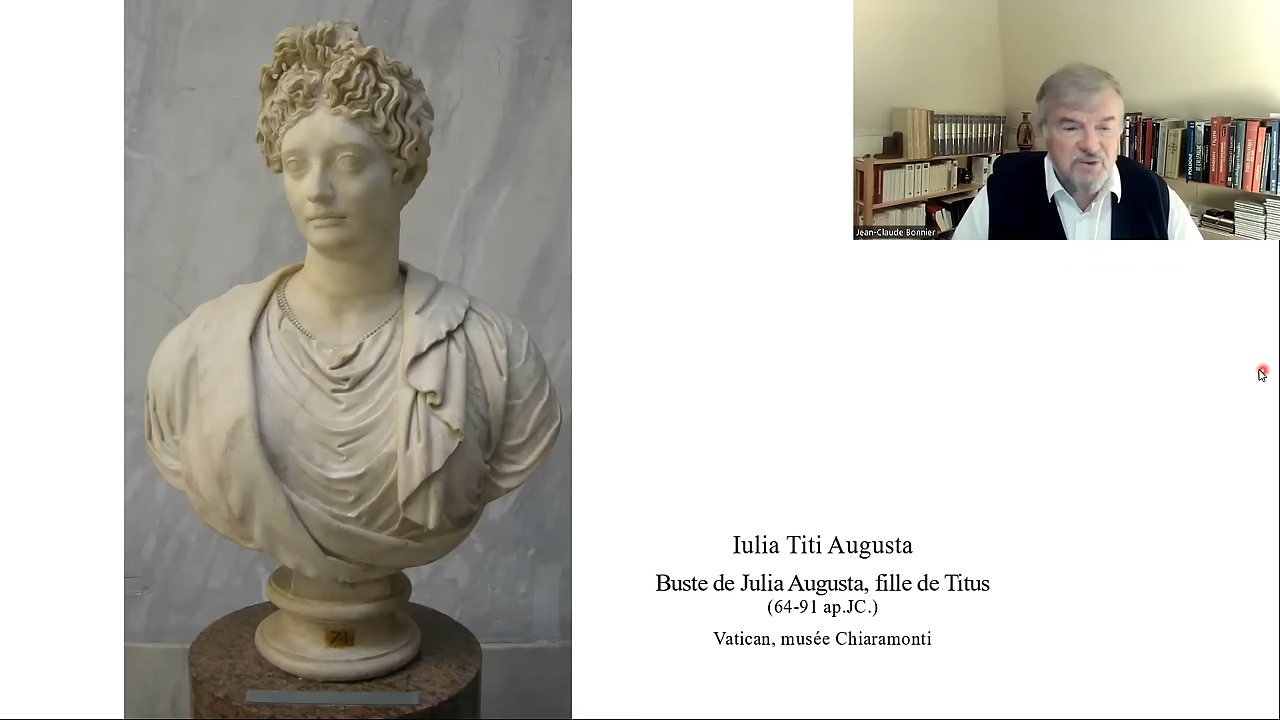 Jean-Claude Bonnier
Iulia Titi Augusta
Buste de Julia Augusta, fille de Titus
(64-91 ap.JC.)
Vatican, musée Chiaramonti
71